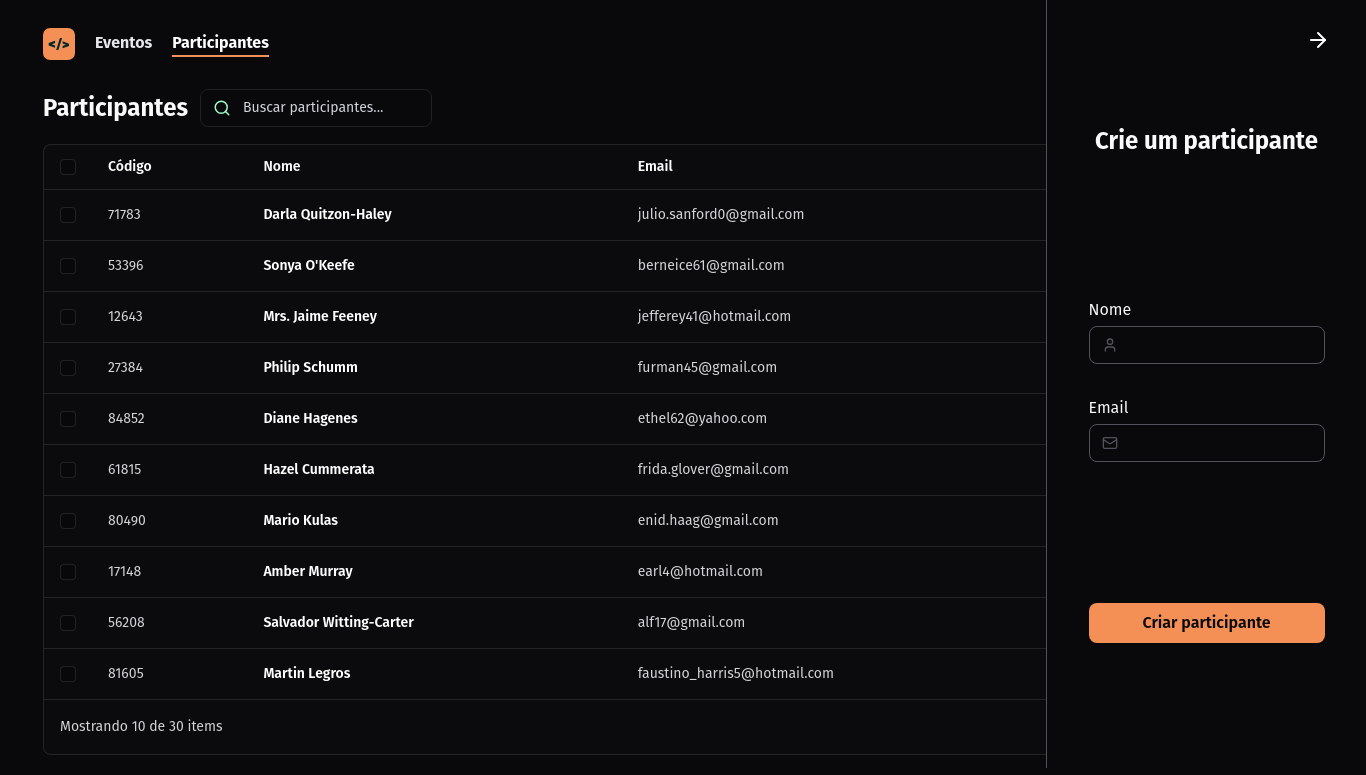 </>
Eventos
Participantes
Participantes
Buscar participantes...
Código Nome Email
71783 Darla Quitzon-Haley julio.sanford0@gmail.com
53396 Sonya O'Keefe berneice61@gmail.com
12643 Mrs. Jaime Feeney jefferey41@hotmail.com
27384 Philip Schumm furman45@gmail.com
84852 Diane Hagenes ethel62@yahoo.com
61815 Hazel Cummerata frida.glover@gmail.com
80490 Mario Kulas enid.haag@gmail.com
17148 Amber Murray earl4@hotmail.com
56208 Salvador Witting-Carter alf17@gmail.com
81605 Martin Legros faustino_harris5@hotmail.com
Mostrando 10 de 30 items
Crie um participante
Nome
Email
Criar participante